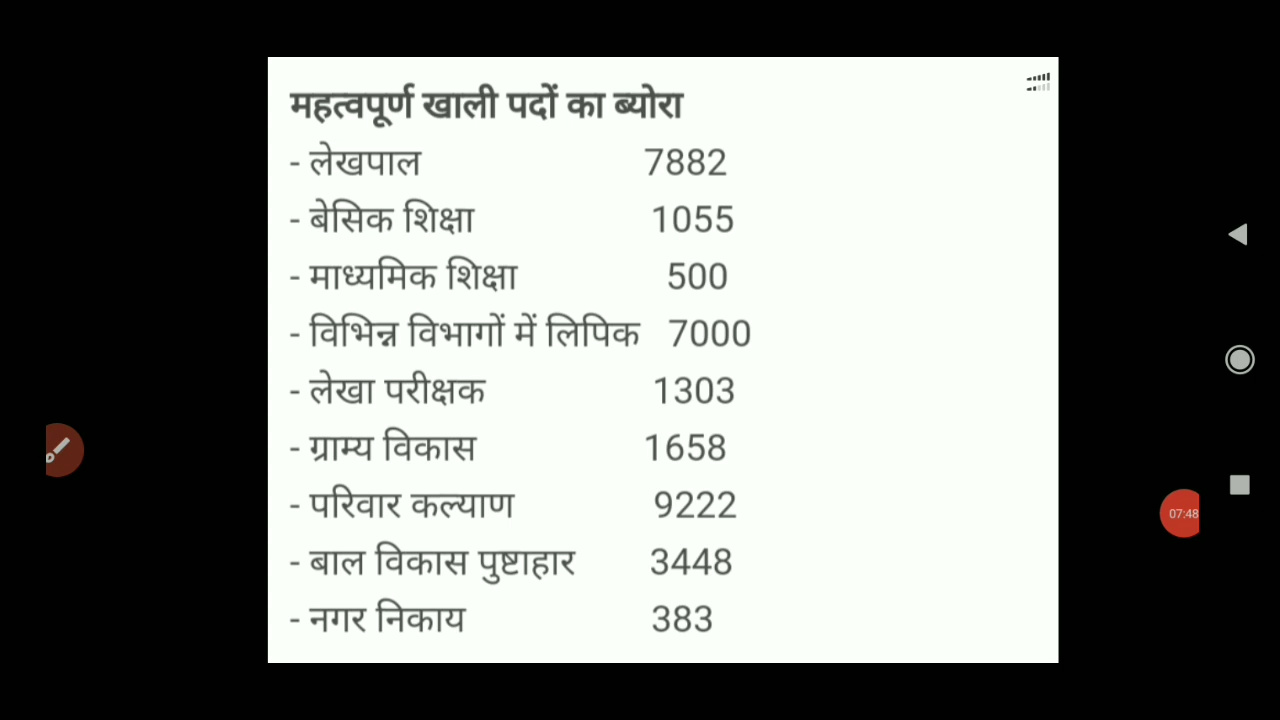 महत्वपूर्ण खाली पदों का ब्योरा
- लेखपाल 7882
- बेसिक शिक्षा 1055
- माध्यमिक शिक्षा 500
- विभिन्न विभागों में लिपिक 7000
- लेखा परीक्षक 1303
- ग्राम्य विकास 1658
- परिवार कल्याण 9222
- बाल विकास पुष्टाहार 3448
- नगर निकाय 383
07:48